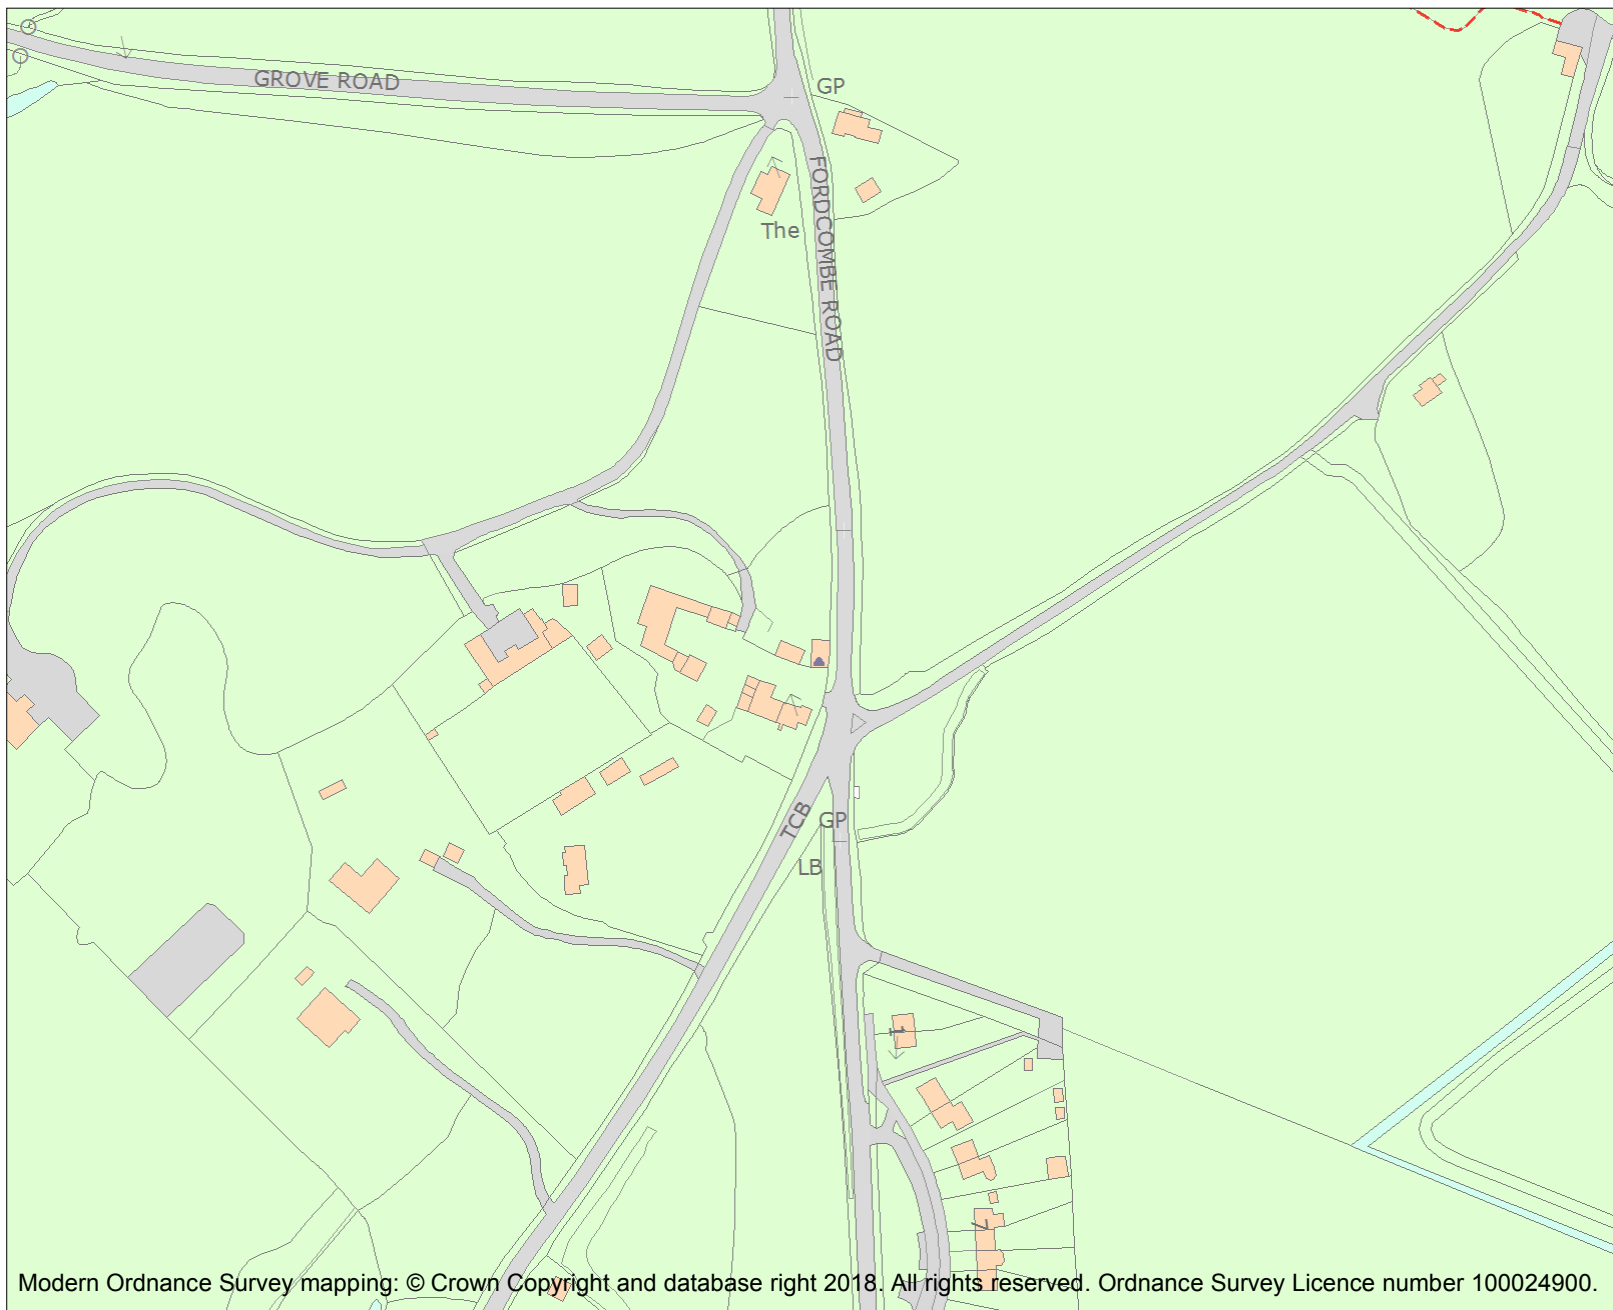 GROVE ROAD
GP
FORDCOMBE ROAD
The
TCB
GP
LB
1
7
Modern Ordnance Survey mapping: © Crown Copyright and database right 2018. All rights reserved. Ordnance Survey Licence number 100024900.